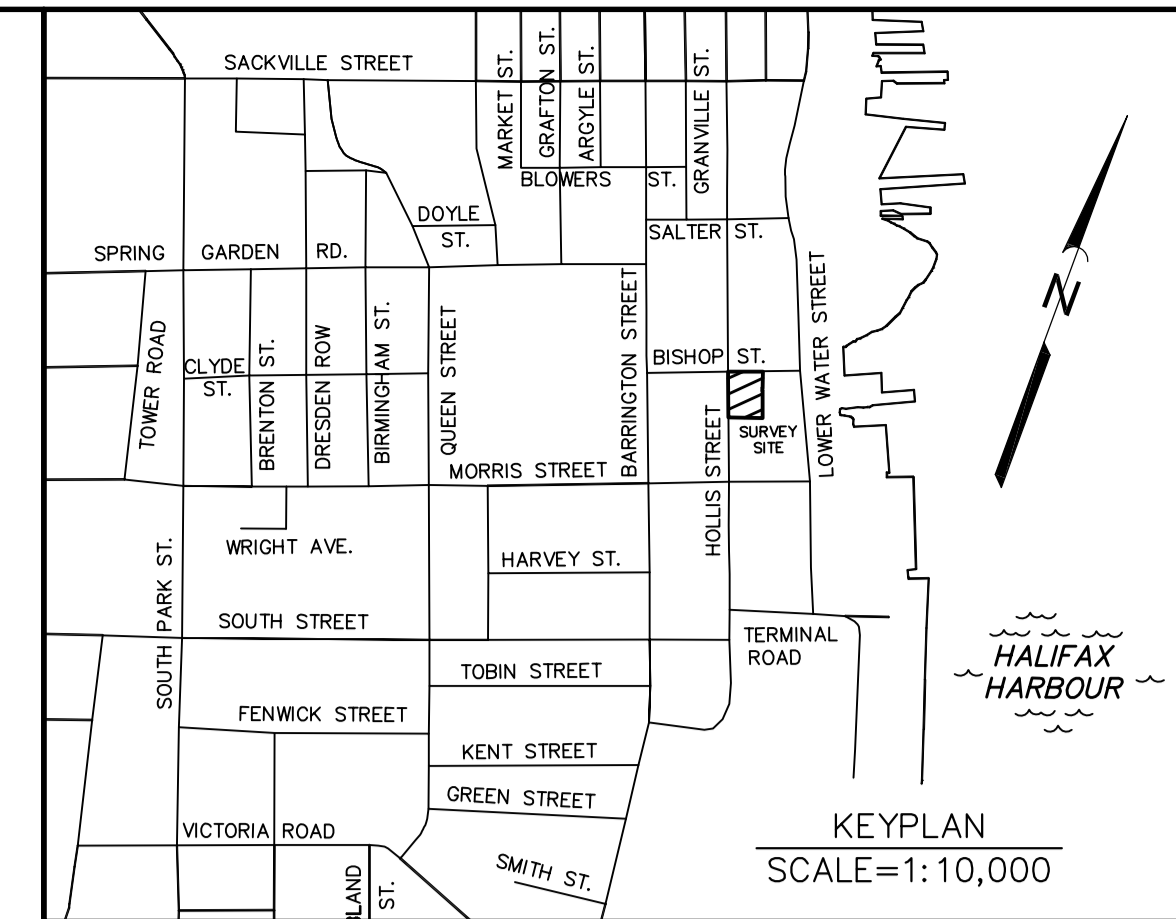 SACKVILLE STREET
MARKET ST.
GRAFTON ST.
ARGYLE ST.
GRANVILLE ST.
BLOWERS ST.
DOYLE
ST.
SALTER ST.
SPRING GARDEN RD.
TOWER ROAD
CLYDE
ST.
BRENTON ST.
DRESDEN ROW
BIRMINGHAM ST.
QUEEN STREET
BARRINGTON STREET
BISHOP ST.
HOLLIS STREET
SURVEY
SITE
LOWER WATER STREET
N
MORRIS STREET
WRIGHT AVE.
HARVEY ST.
SOUTH PARK ST.
SOUTH STREET
TERMINAL
ROAD
HALIFAX
HARBOUR
TOBIN STREET
FENWICK STREET
KENT STREET
GREEN STREET
VICTORIA ROAD
SMITH ST.
LAND
ST.
KEYPLAN
SCALE=1:10,000